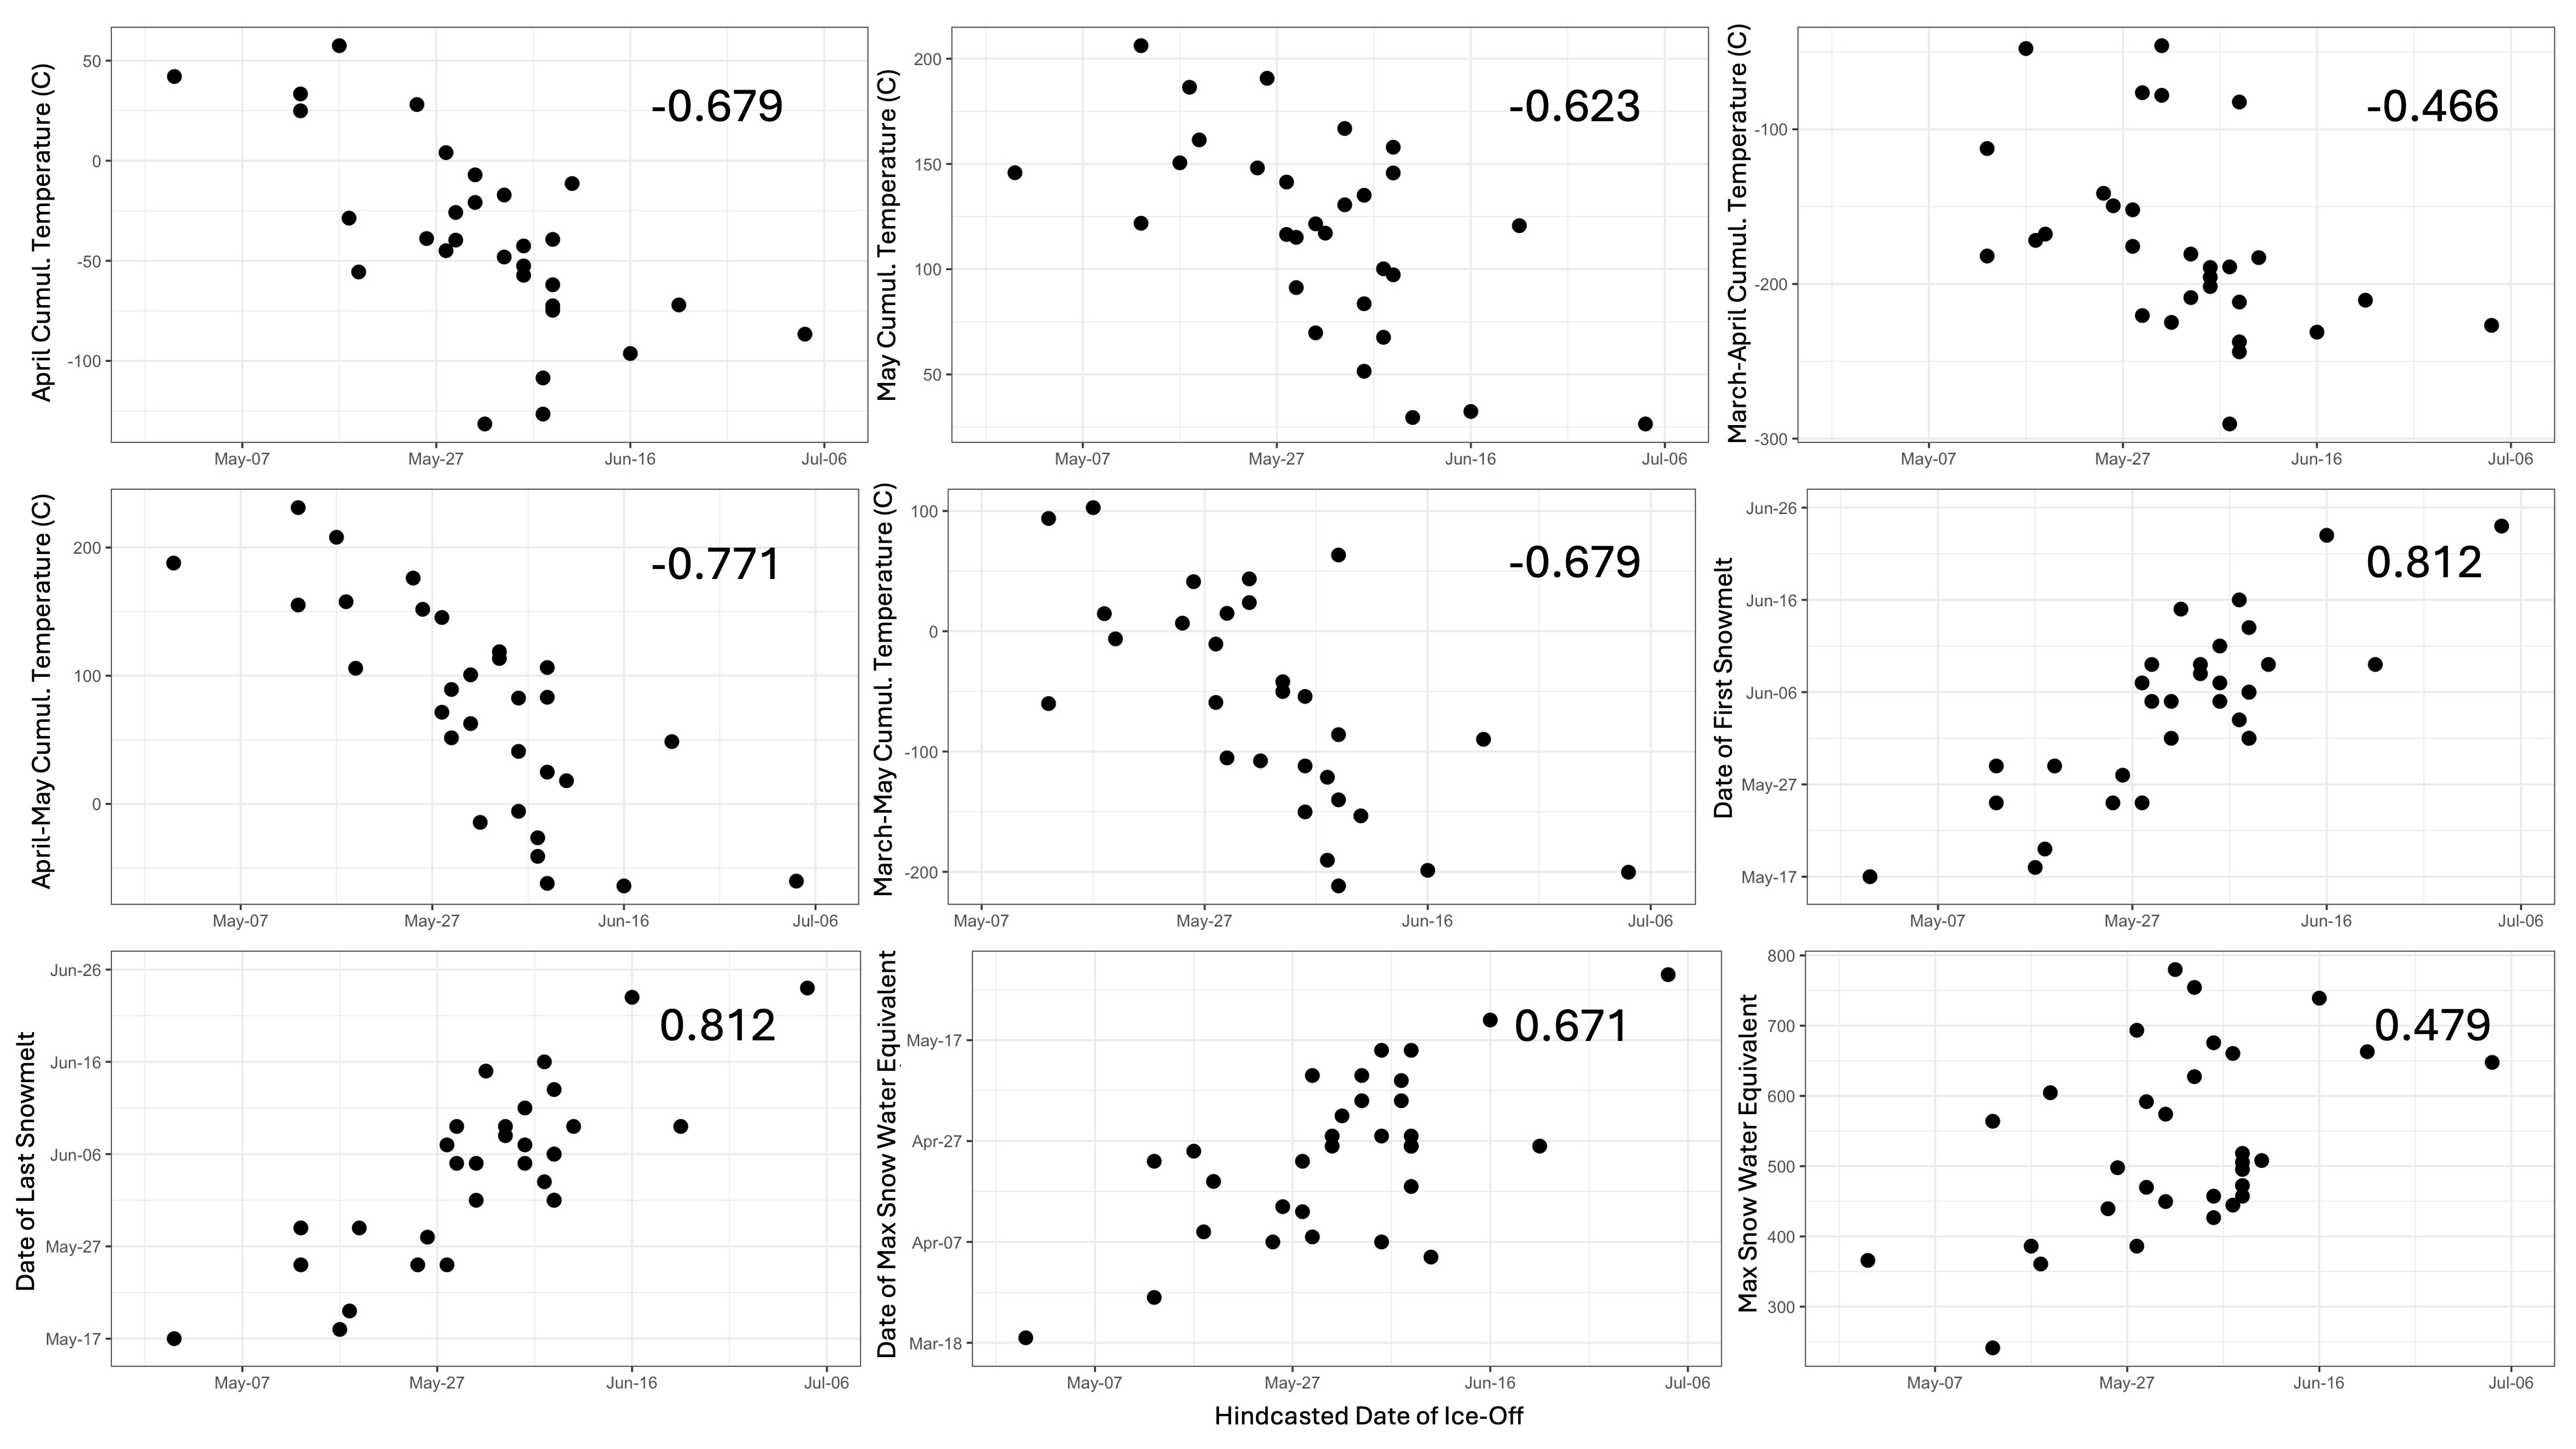 April Cumul. Temperature (C)
50
0
-50
-100
-0.679
May-07 May-27 Jun-16 Jul-06
May Cumul. Temperature (C)
200
150
100
50
-0.623
May-07 May-27 Jun-16 Jul-06
March-April Cumul. Temperature (C)
-100
-200
-300
-0.466
May-07 May-27 Jun-16 Jul-06
April-May Cumul. Temperature (C)
200
100
0
-0.771
May-07 May-27 Jun-16 Jul-06
March-May Cumul. Temperature (C)
100
0
-100
-200
-0.679
May-07 May-27 Jun-16 Jul-06
Date of First Snowmelt
Jun-26
Jun-16
Jun-06
May-27
May-17
0.812
May-07 May-27 Jun-16 Jul-06
Date of Last Snowmelt
Jun-26
Jun-16
Jun-06
May-27
May-17
0.812
May-07 May-27 Jun-16 Jul-06
Date of Max Snow Water Equivalent
May-17
Apr-27
Apr-07
Mar-18
0.671
May-07 May-27 Jun-16 Jul-06
Max Snow Water Equivalent
800
700
600
500
400
300
0.479
May-07 May-27 Jun-16 Jul-06
Hindcasted Date of Ice-Off